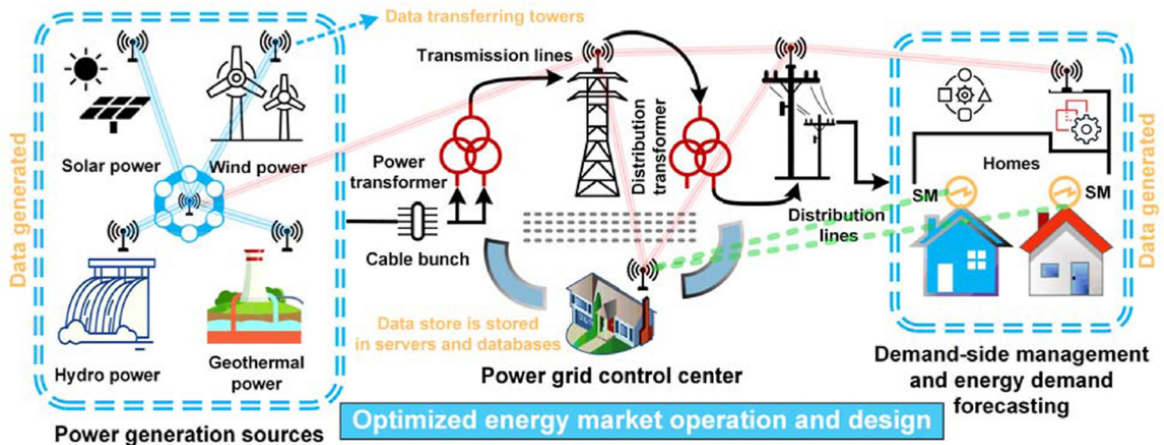 Data transferring towers
Solar power
Wind power
Hydro power
Geothermal
power
Data generated
Power generation sources
Transmission lines
Power
transformer
Cable bunch
Distribution
transformer
Distribution
lines
Data store is stored
in servers and databases
Power grid control center
Homes
SM
SM
Data generated
Demand-side management
and energy demand
forecasting
Optimized energy market operation and design